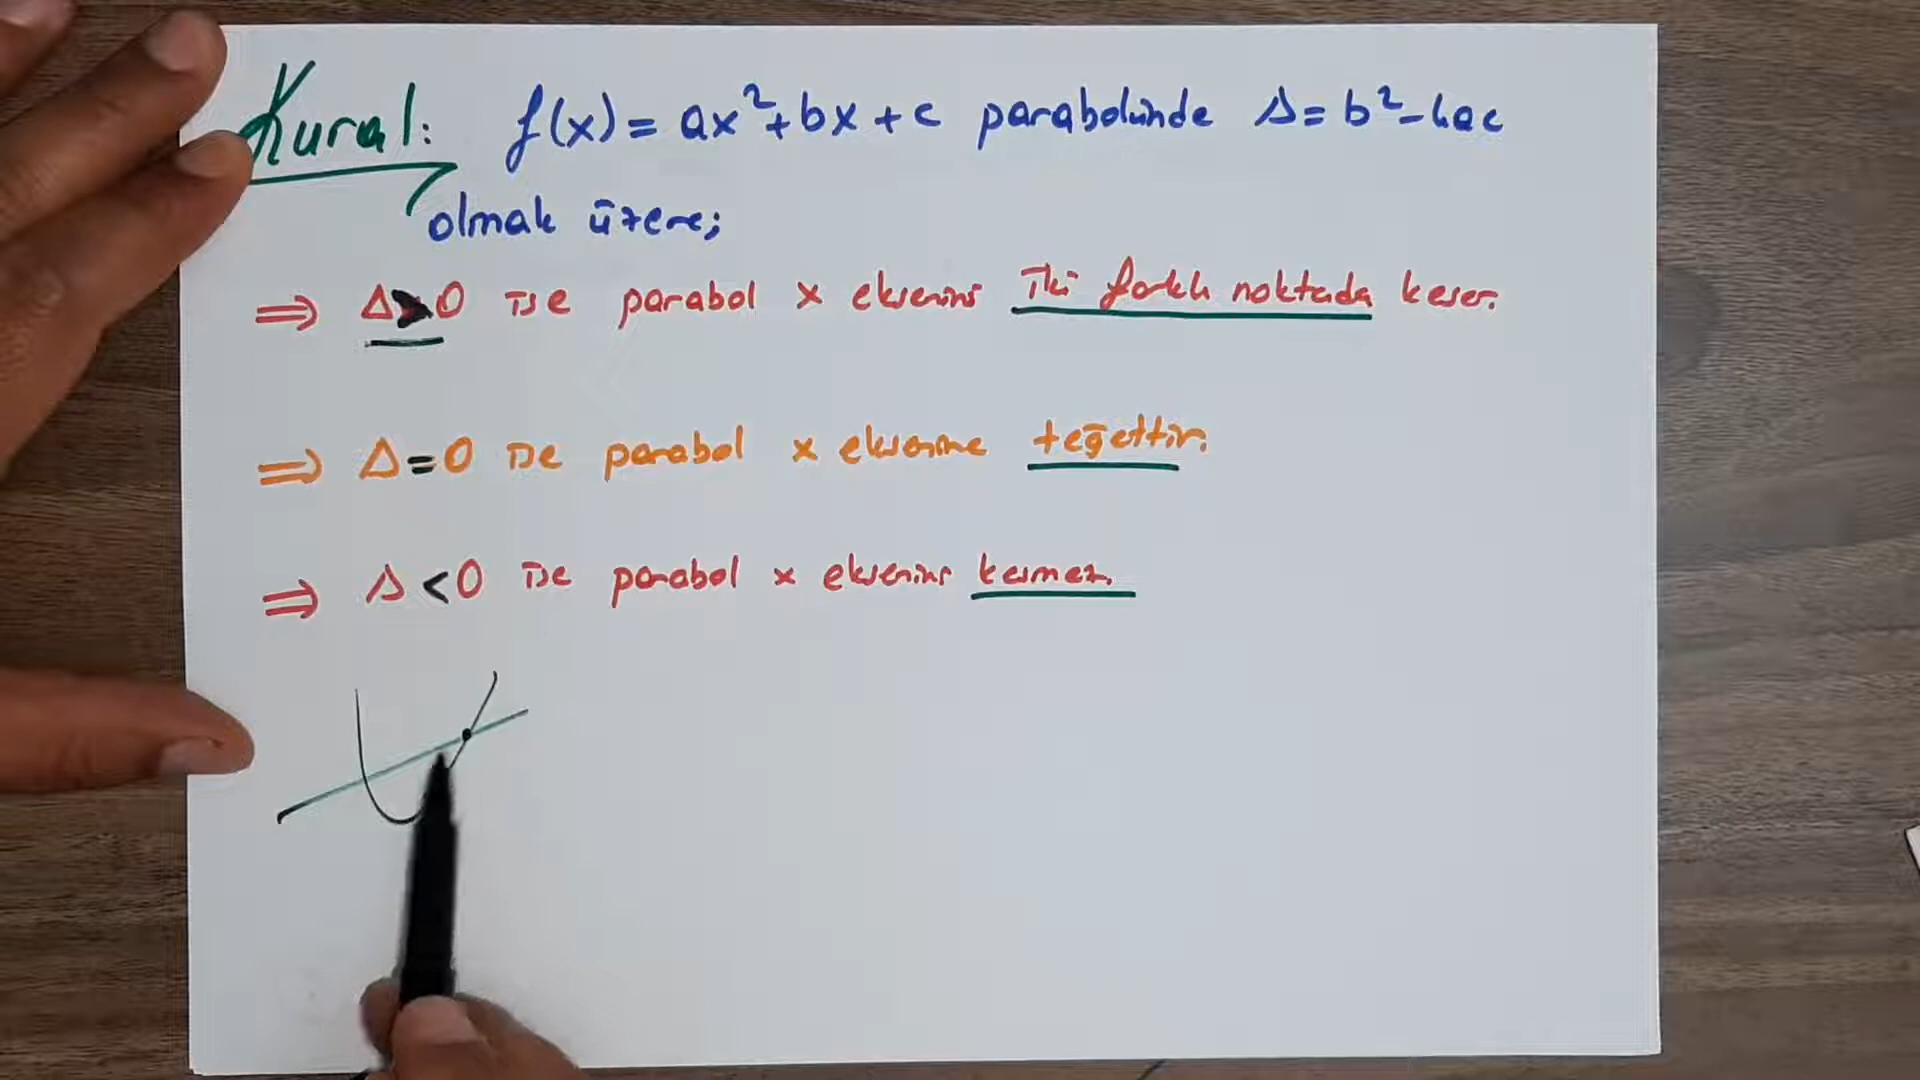 Kural: f(x) = ax²+bx+c parabolünde Δ = b²-4ac
olmak üzere;
⇒ Δ>0 ise parabol x eksenini İki farklı noktada keser.
⇒ Δ=0 ise parabol x eksenine teğettir.
⇒ Δ<0 ise parabol x eksenini kesmez.